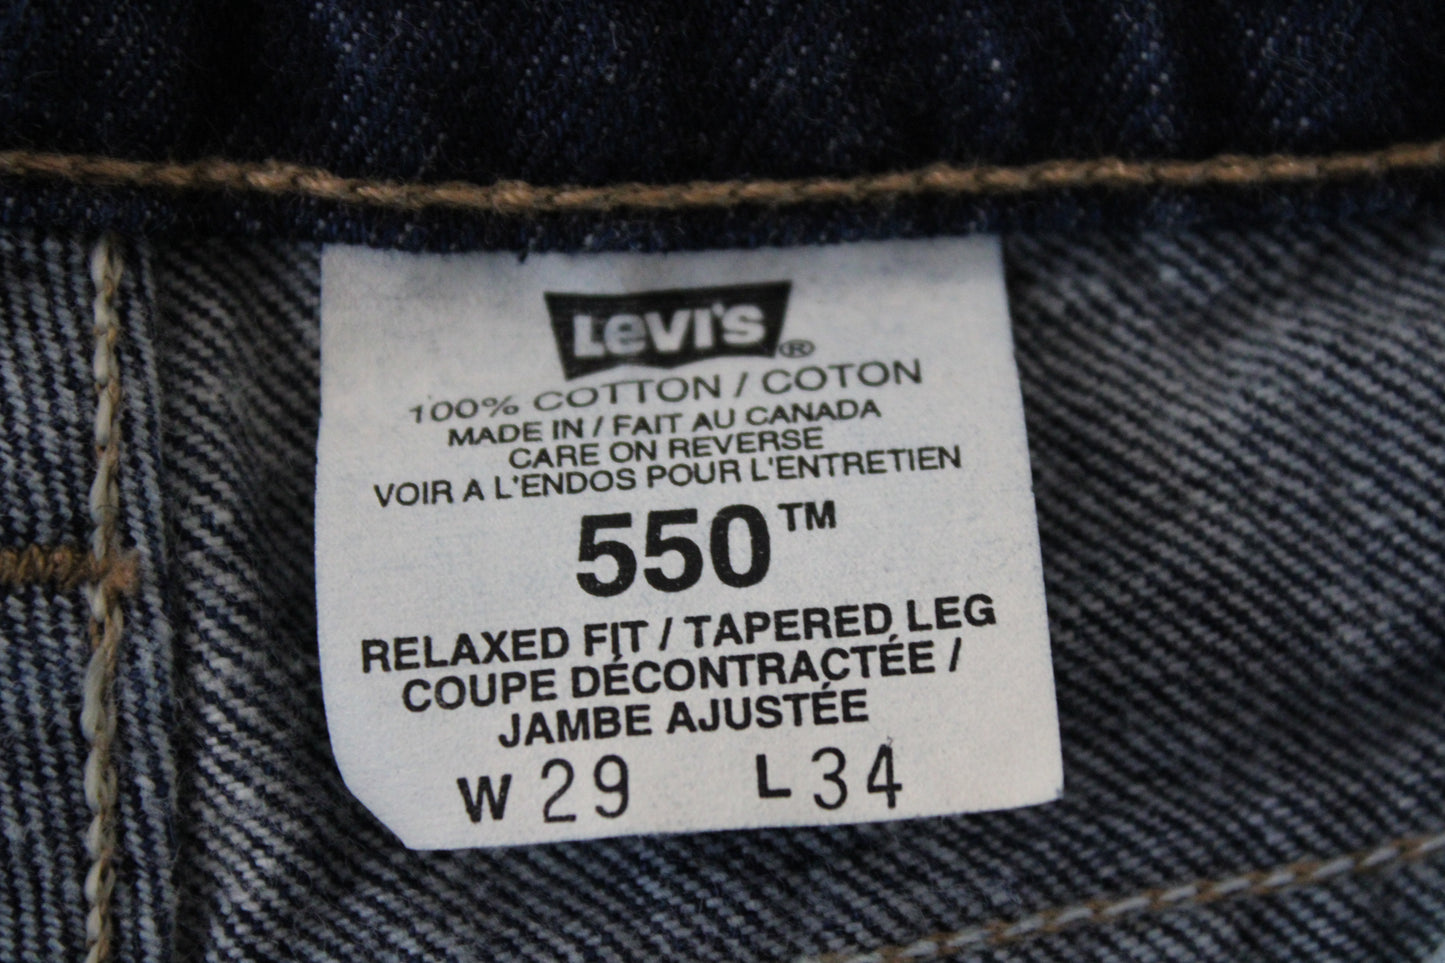 Levi's ®
100% COTTON / COTON
MADE IN / FAIT AU CANADA
CARE ON REVERSE
VOIR A L'ENDOS POUR L'ENTRETIEN
550™
RELAXED FIT / TAPERED LEG
COUPE DÉCONTRACTÉE /
JAMBE AJUSTÉE
W 29 L 34